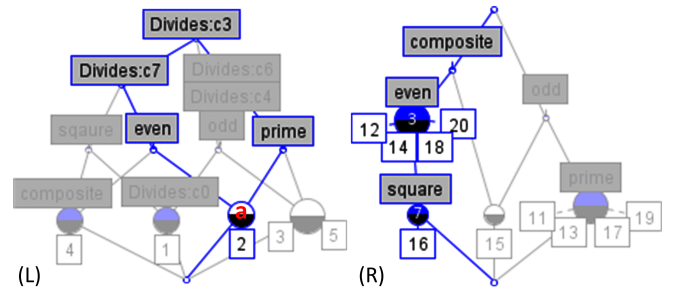 Divides:c3
Divides:c7
Divides:c6
Divides:c4
sqaure
even
odd
prime
composite
Divides:c0
a
4
1
2
3
5
(L)
composite
even
odd
3
12
20
14
18
square
prime
7
11
19
16
15
13
17
(R)